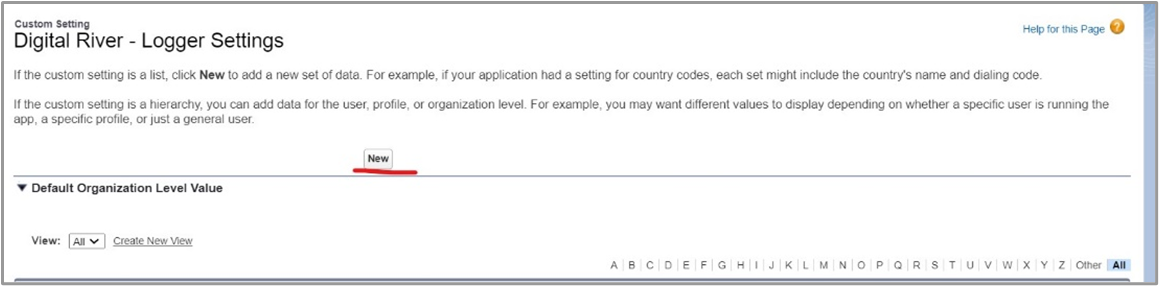 Custom Setting
Digital River - Logger Settings
Help for this Page ?
If the custom setting is a list, click New to add a new set of data. For example, if your application had a setting for country codes, each set might include the country's name and dialing code.
If the custom setting is a hierarchy, you can add data for the user, profile, or organization level. For example, you may want different values to display depending on whether a specific user is running the
app, a specific profile, or just a general user.
New
Default Organization Level Value
View: All Create New View
A B C D E F G H I J K L M N O P Q R S T U V W X Y Z Other All